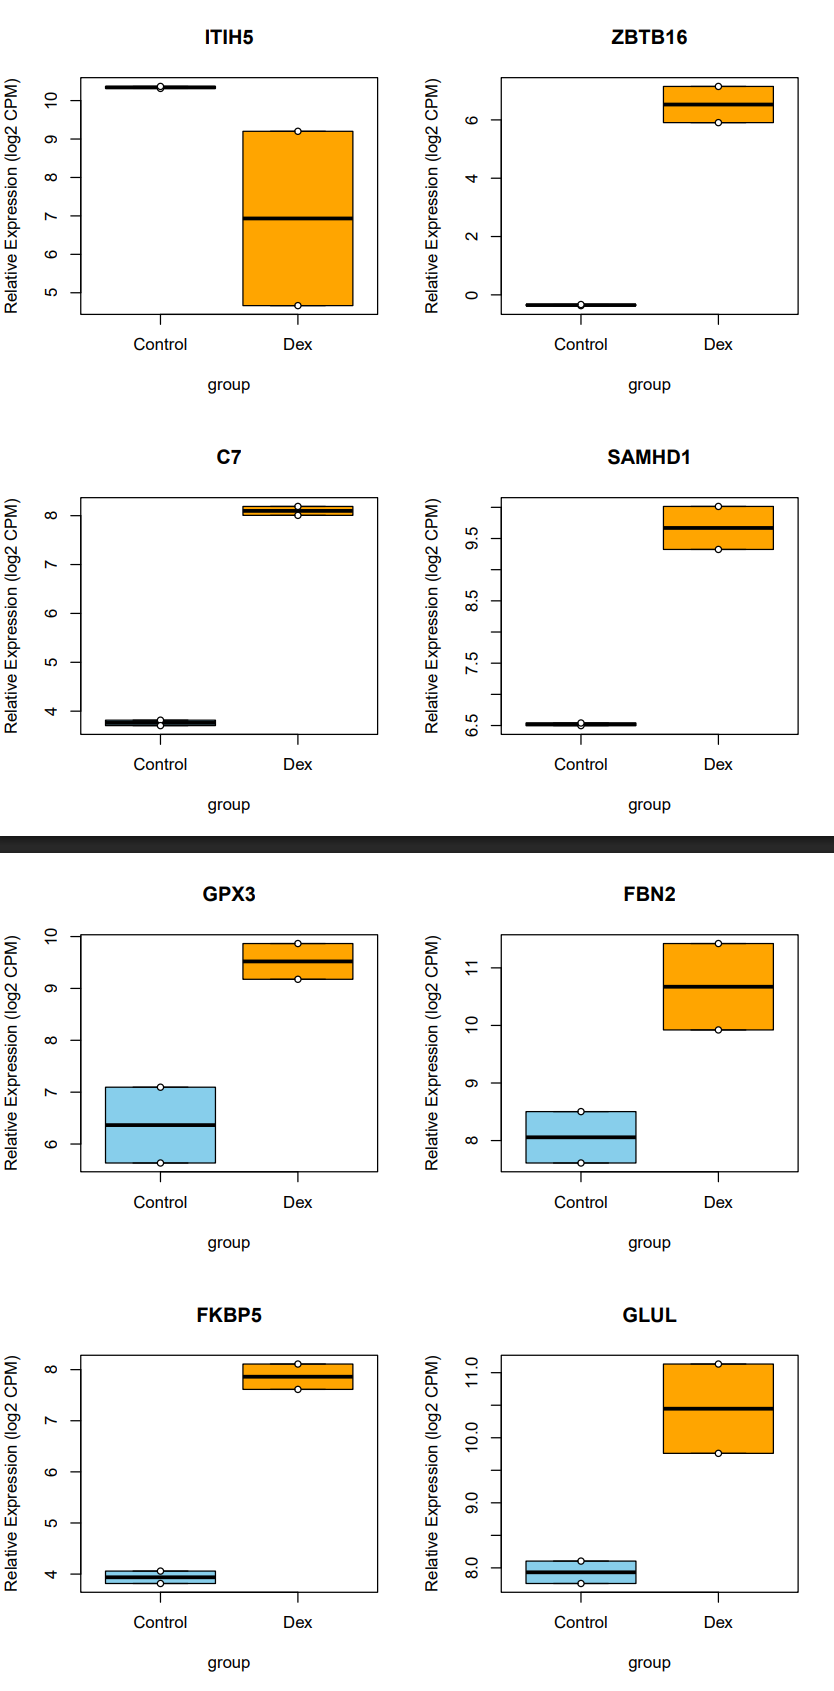 ITIH5
Relative Expression (log2 CPM)
10
9
8
7
6
5
Control Dex
group
ZBTB16
Relative Expression (log2 CPM)
6
4
2
0
Control Dex
group
C7
Relative Expression (log2 CPM)
8
7
6
5
4
Control Dex
group
SAMHD1
Relative Expression (log2 CPM)
9.5
8.5
7.5
6.5
Control Dex
group
GPX3
Relative Expression (log2 CPM)
10
9
8
7
6
Control Dex
group
FBN2
Relative Expression (log2 CPM)
11
10
9
8
Control Dex
group
FKBP5
Relative Expression (log2 CPM)
8
7
6
5
4
Control Dex
group
GLUL
Relative Expression (log2 CPM)
11.0
10.0
9.0
8.0
Control Dex
group